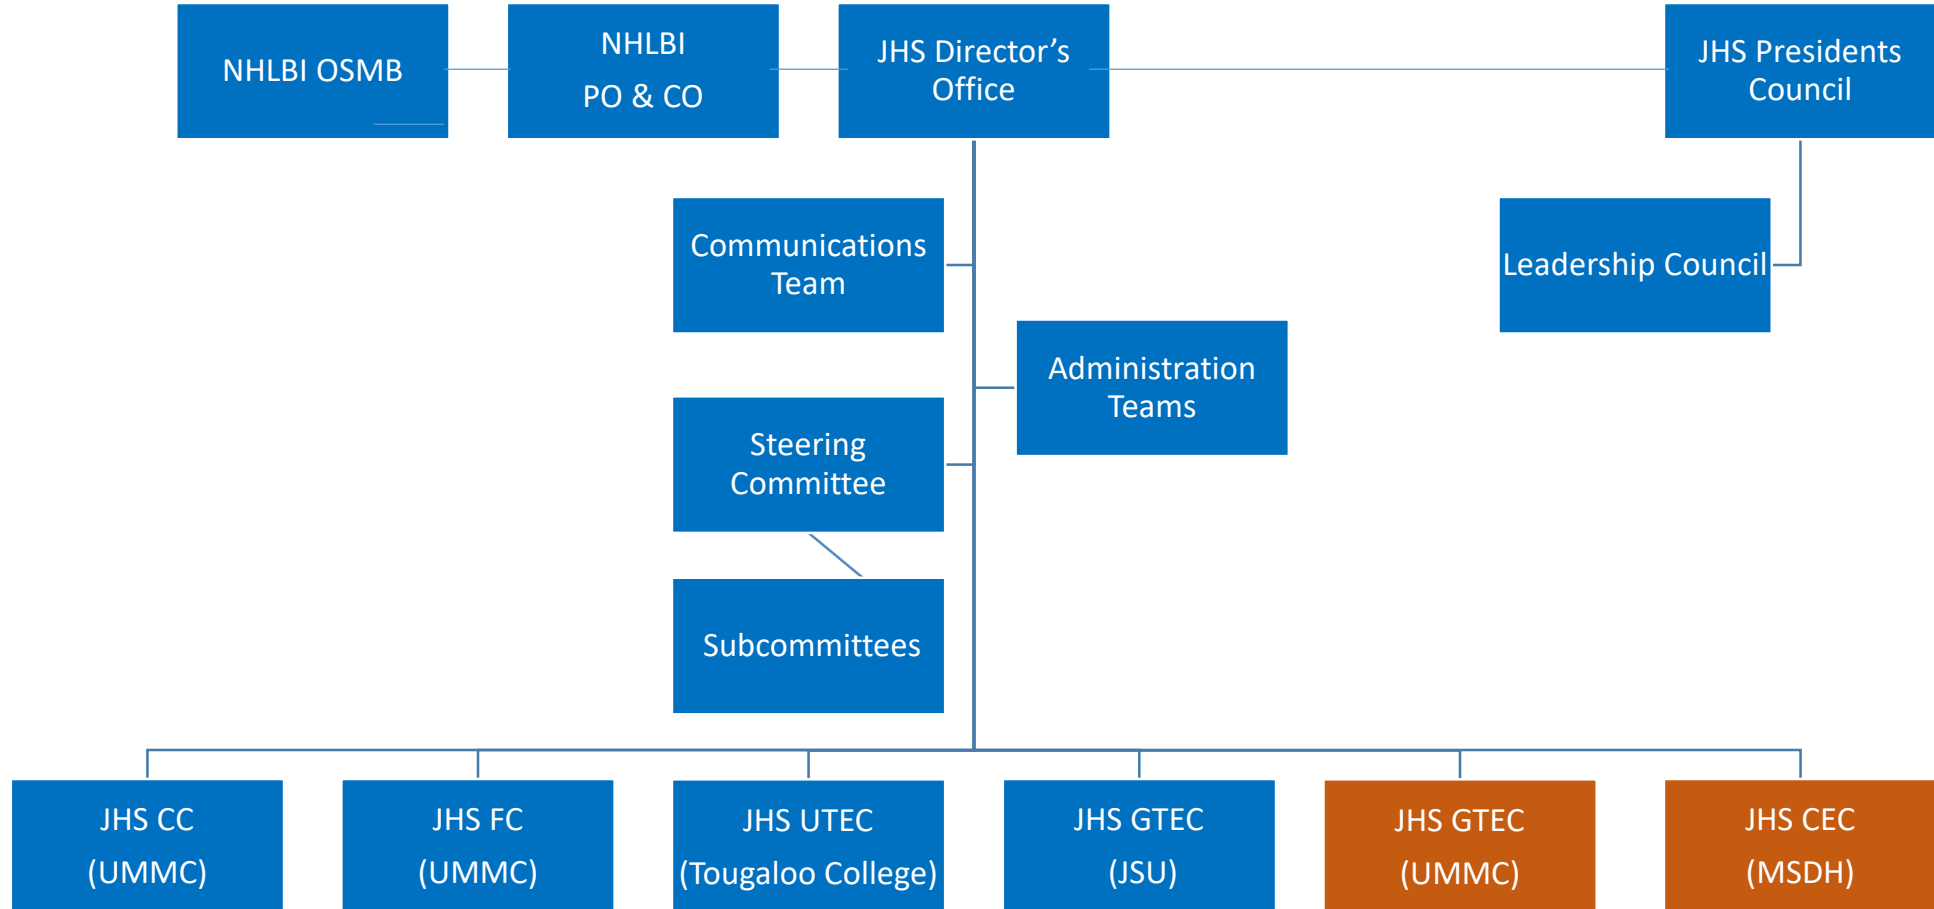 NHLBI OSMB
NHLBI
PO & CO
JHS Director’s
Office
JHS Presidents
Council
Communications
Team
Leadership Council
Administration
Teams
Steering
Committee
Subcommittees
JHS CC
(UMMC)
JHS FC
(UMMC)
JHS UTEC
(Tougaloo College)
JHS GTEC
(JSU)
JHS GTEC
(UMMC)
JHS CEC
(MSDH)